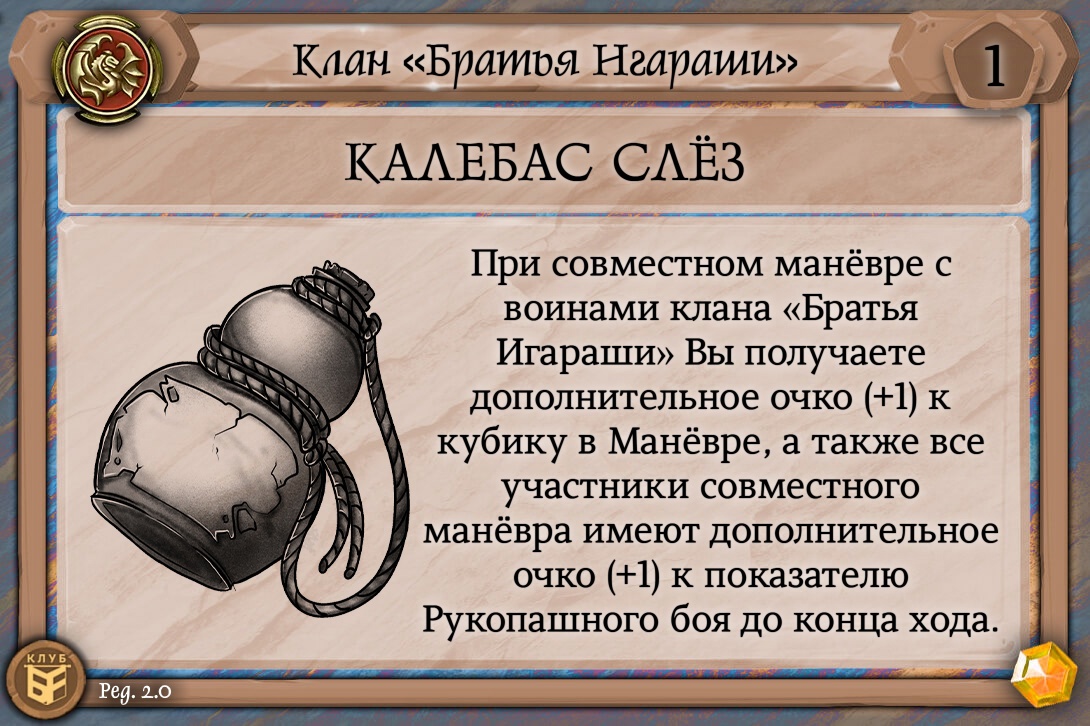 Клан «Братья Игараши»
1
КАЛЕБАС СЛЁЗ
При совместном манёвре с
воинами клана «Братья
Игараши» Вы получаете
дополнительное очко (+1) к
кубику в Манёвре, а также все
участники совместного
манёвра имеют дополнительное
очко (+1) к показателю
Рукопашного боя до конца хода.
КЛУБ
Ред. 2.0